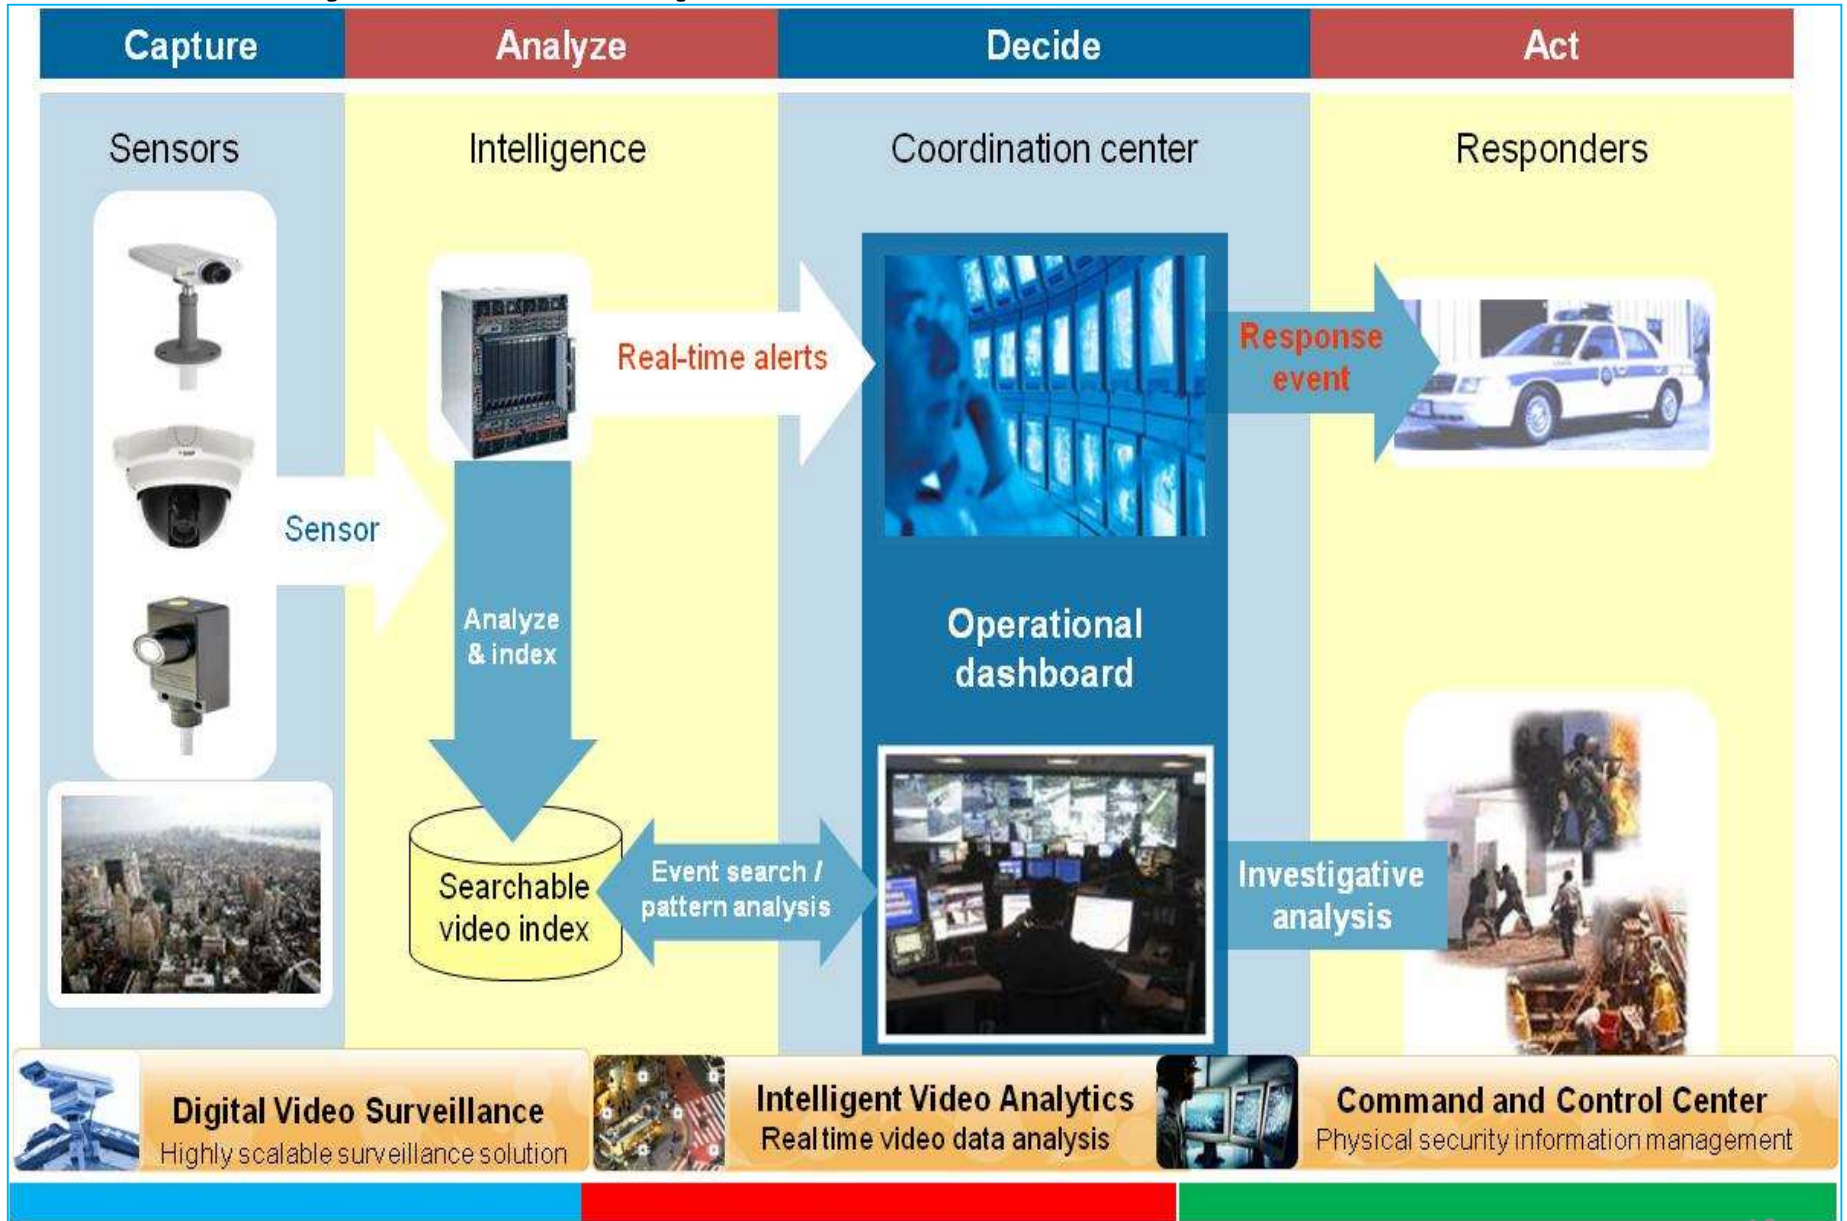 Capture
Analyze
Decide
Act
Sensors
Intelligence
Coordination center
Responders
Real-time alerts
Response
event
Sensor
Analyze
& index
Operational
dashboard
Searchable
video index
Event search /
pattern analysis
Investigative
analysis
Digital Video Surveillance
Highly scalable surveillance solution
Intelligent Video Analytics
Real time video data analysis
Command and Control Center
Physical security information management